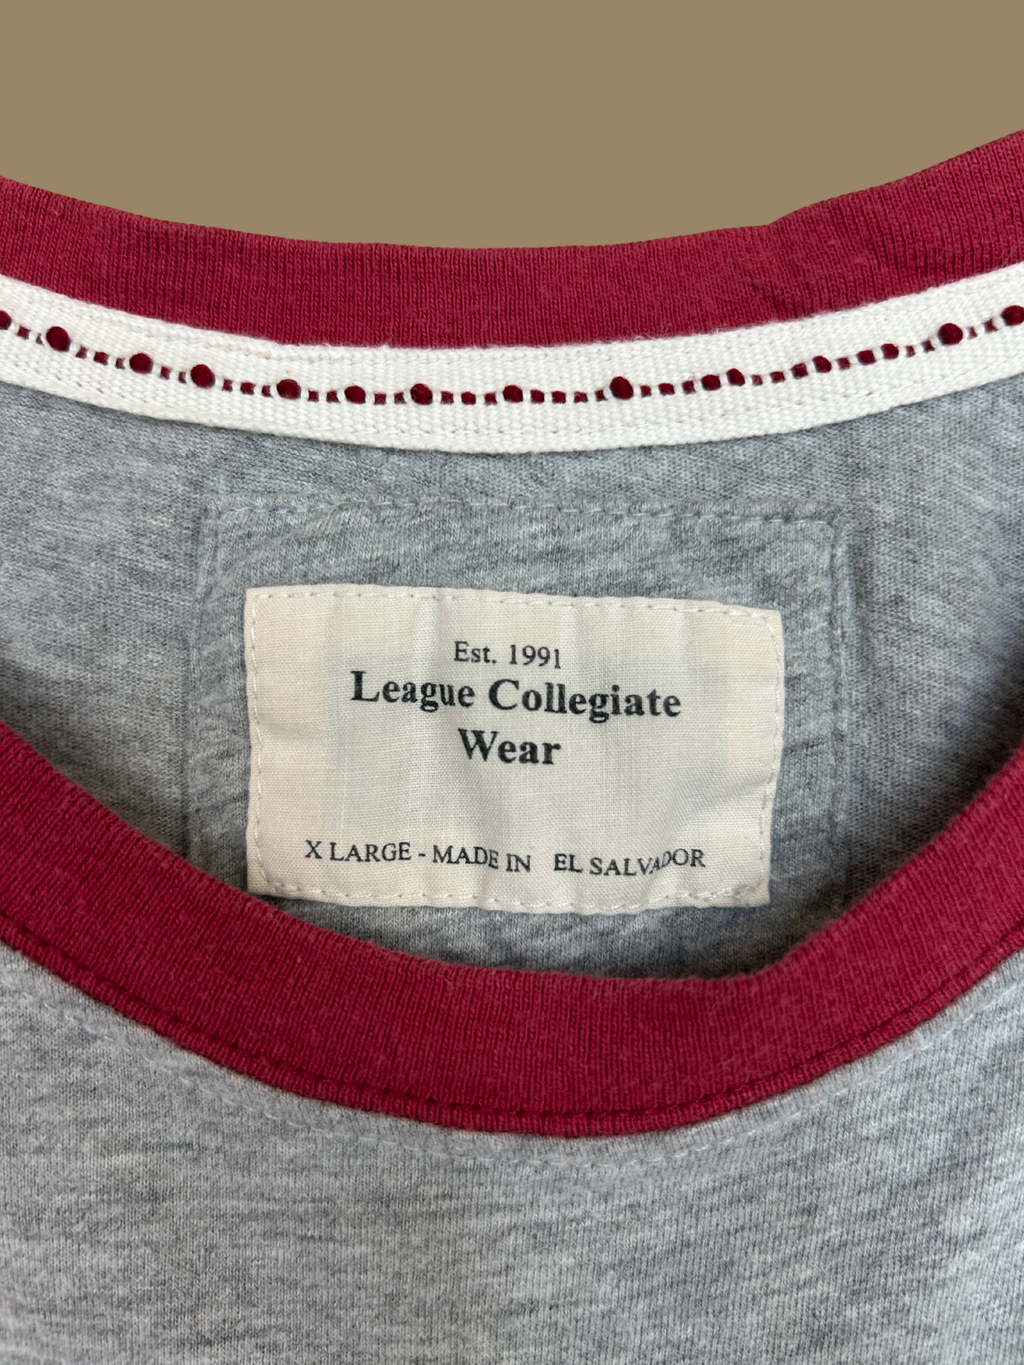 Est. 1991
League Collegiate
Wear
X LARGE - MADE IN EL SALVADOR